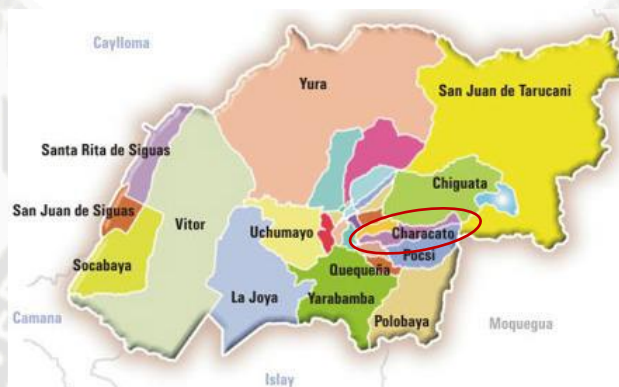 Caylloma
Yura
San Juan de Tarucani
Santa Rita de Siguas
Chiguata
San Juan de Siguas
Vitor
Uchumayo
Characato
Pocsi
Socabaya
Quequeña
La Joya
Yarabamba
Camana
Polobaya
Moquegua
Islay